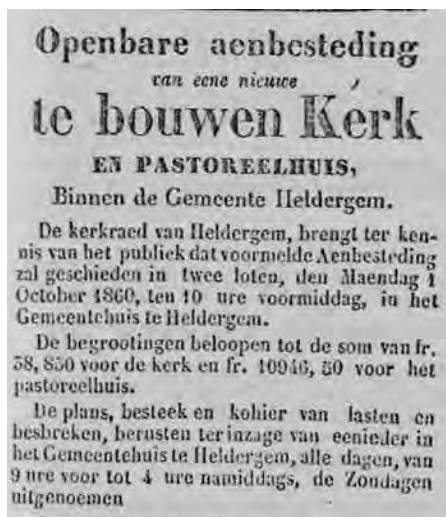 Openbare aenbesteding
van eene nieuwe
te bouwen Kerk
EN PASTOREELHUIS,
Binnen de Gemeente Heldergem.
De kerkraed van Heldergem, brengt ter ken-
nis van het publiek dat voormelde Aenbesteding
zal geschieden in twee loten, den Maendag 1
October 1860, ten 10 ure voormiddag, in het
Gemeentehuis te Heldergem.
De begrootingen beloopen tot de som van fr.
58,850 voor de kerk en fr. 10946, 50 voor het
pastoreelhuis.
De plans, besteek en kohier van lasten en
besbreken, berusten ter inzage van eenieder in
het Gemeentehuis te Heldergem, alle dagen, van
9 ure voor tot 4 ure namiddags, de Zondagen
uitgenoemen